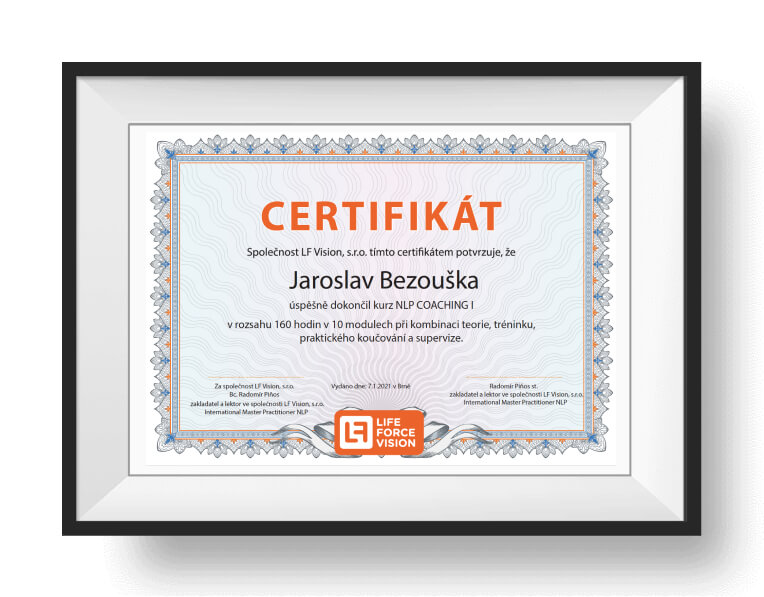 CERTIFIKÁT
Společnost LF Vision, s.r.o. tímto certifikátem potvrzuje, že
Jaroslav Bezouška
úspěšně dokončil kurz NLP COACHING I
v rozsahu 160 hodin v 10 modulech při kombinaci teorie, tréninku,
praktického koučování a supervize.
Za společnost LF Vision, s.r.o.
Bc. Radomír Piňos
zakladatel a lektor ve společnosti LF Vision, s.r.o.
International Master Practitioner NLP
Vydáno dne: 7.1.2021 v Brně
Radomír Piňos st.
zakladatel a lektor ve společnosti LF Vision, s.r.o.
International Master Practitioner NLP
LIFE
FORCE
VISION